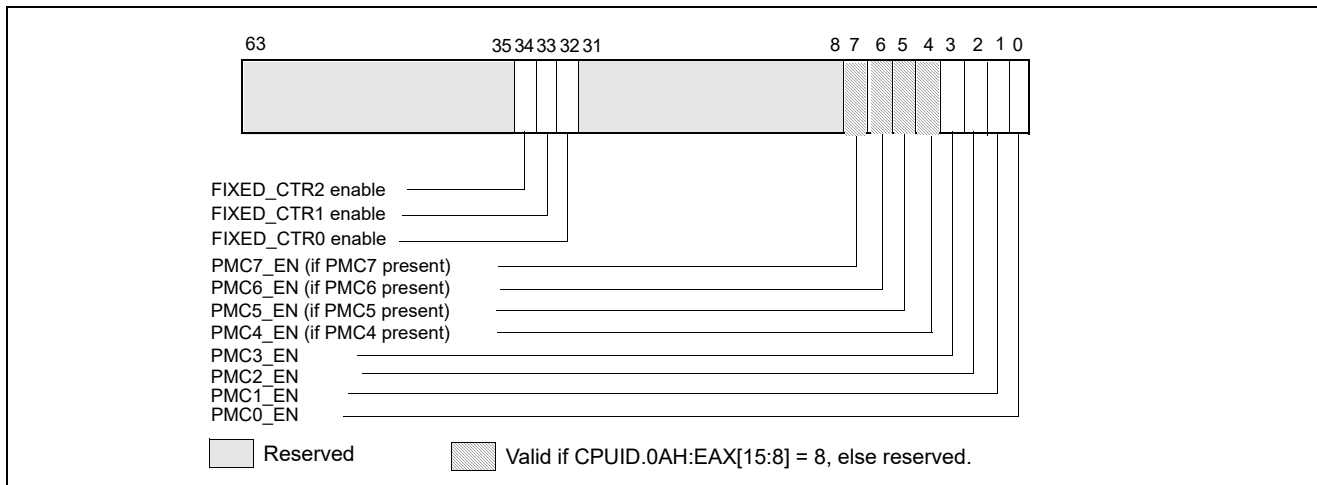 63 35 34 33 32 31 8 7 6 5 4 3 2 1 0
FIXED_CTR2 enable
FIXED_CTR1 enable
FIXED_CTR0 enable
PMC7_EN (if PMC7 present)
PMC6_EN (if PMC6 present)
PMC5_EN (if PMC5 present)
PMC4_EN (if PMC4 present)
PMC3_EN
PMC2_EN
PMC1_EN
PMC0_EN
Reserved Valid if CPUID.0AH:EAX[15:8] = 8, else reserved.